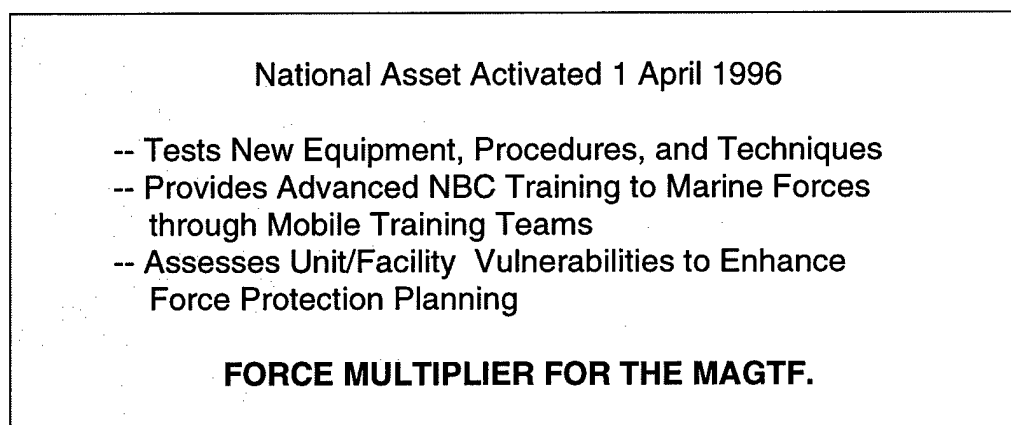 National Asset Activated 1 April 1996
-- Tests New Equipment, Procedures, and Techniques
-- Provides Advanced NBC Training to Marine Forces
through Mobile Training Teams
-- Assesses Unit/Facility Vulnerabilities to Enhance
Force Protection Planning
FORCE MULTIPLIER FOR THE MAGTF.